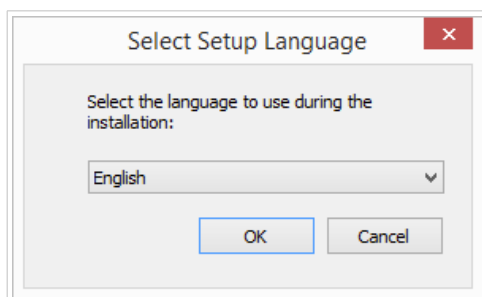 Select Setup Language
Select the language to use during the
installation:
English
OK
Cancel